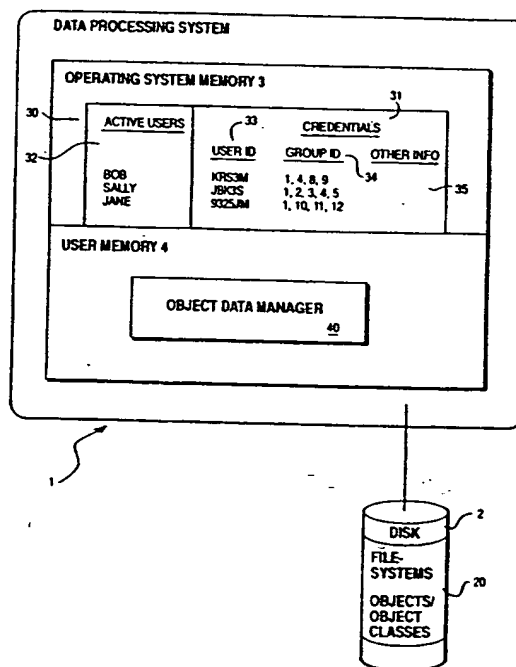 DATA PROCESSING SYSTEM
OPERATING SYSTEM MEMORY 3
31
30
ACTIVE USERS
33
CREDENTIALS
32
USER ID
GROUP ID
OTHER INFO
34
35
BOB KRS3M 1, 4, 8, 9
SALLY JBK3S 1, 2, 3, 4, 5
JANE 9325JM 1, 10, 11, 12
USER MEMORY 4
OBJECT DATA MANAGER
40
1
2
DISK
FILE-
SYSTEMS
20
OBJECTS/
OBJECT
CLASSES